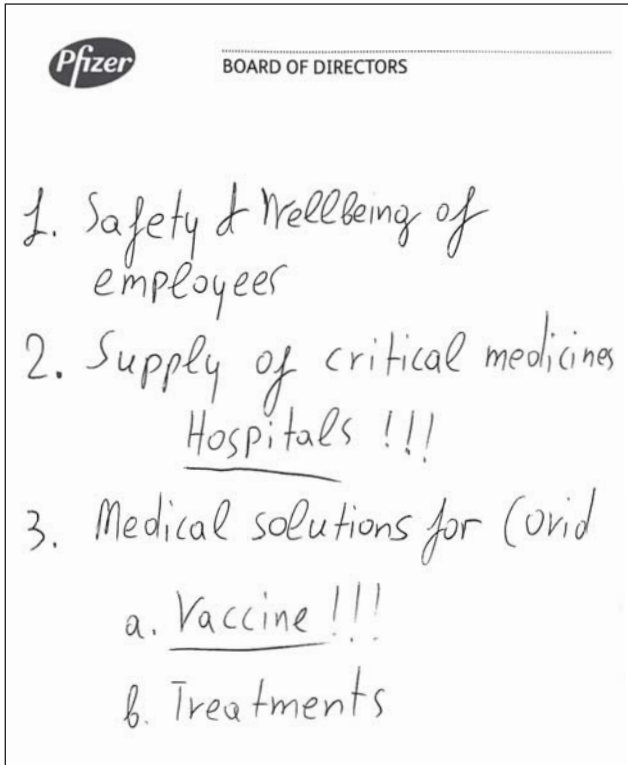 Pfizer
BOARD OF DIRECTORS
1. Safety & Wellbeing of
employees
2. Supply of critical medicines
Hospitals !!!
3. Medical solutions for Covid
a. Vaccine !!!
b. Treatments